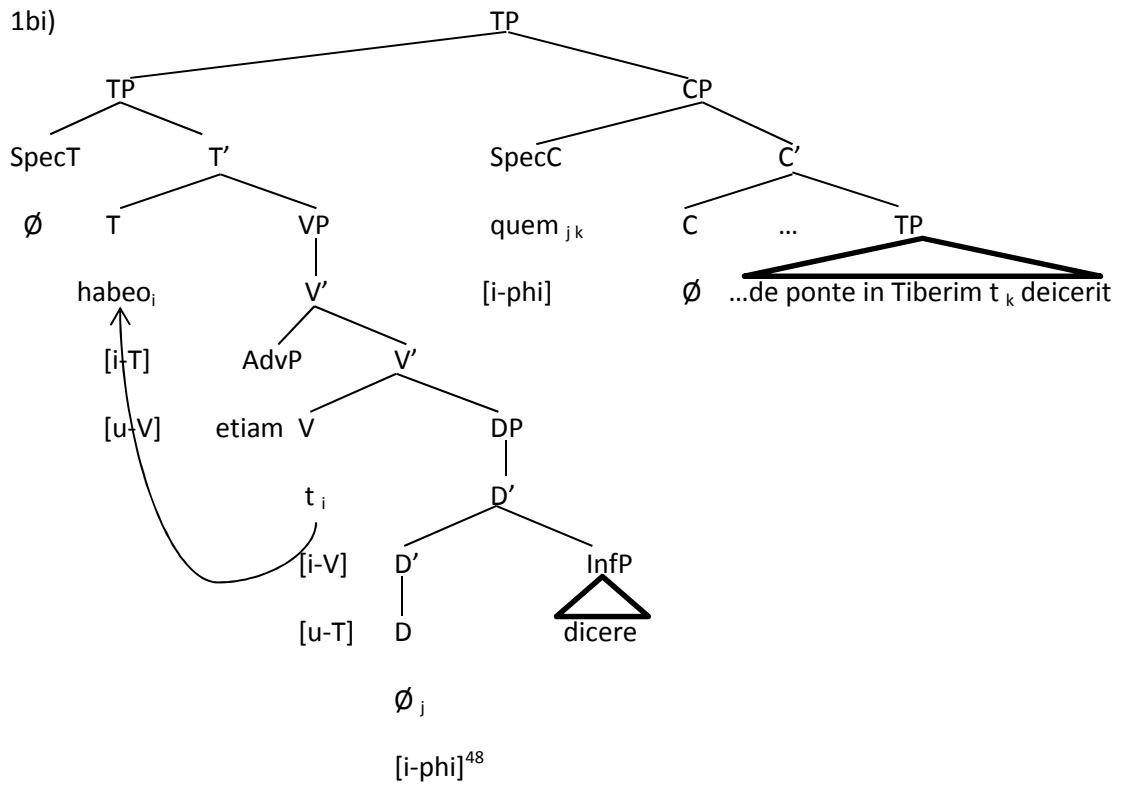 1bi) TP
TP CP
SpecT T’ SpecC C’
Ø T VP quem j k C … TP
habeoi V’ [i-phi] Ø …de ponte in Tiberim t k deicerit
[i-T] AdvP V’
[u-V] etiam V DP
t i D’
[i-V] D’ InfP
[u-T] D dicere
Ø j
[i-phi]48